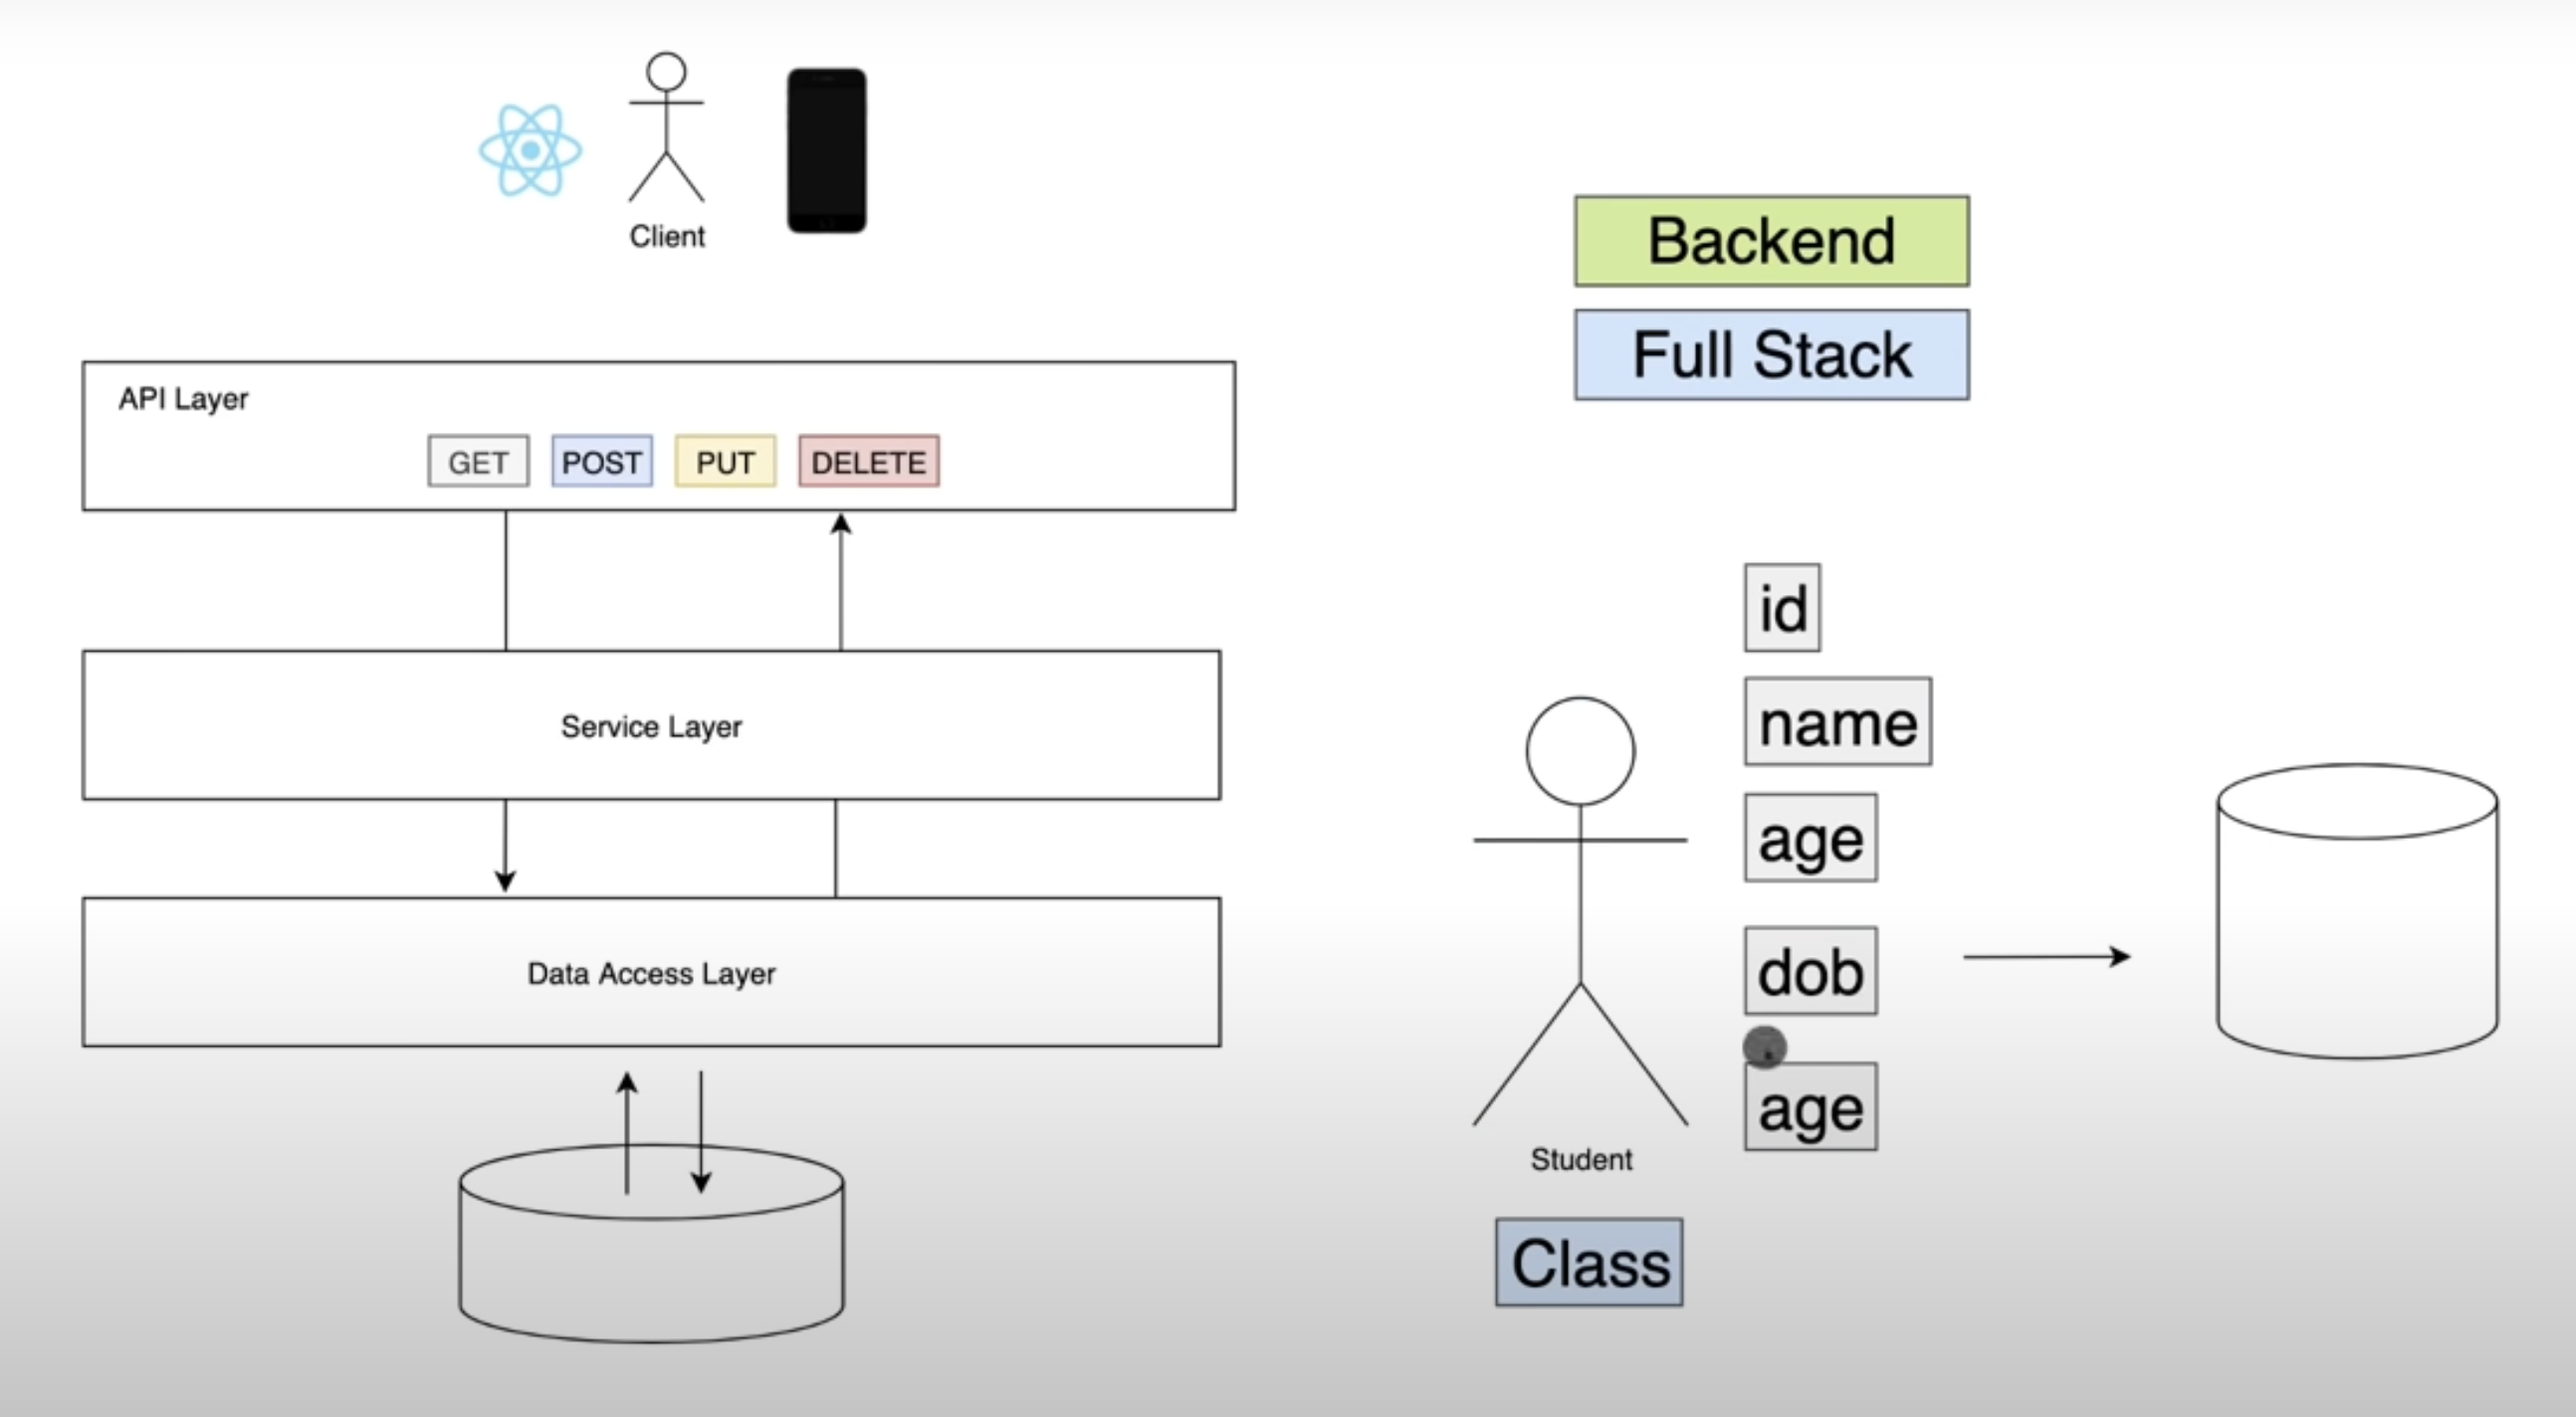 Client
API Layer
GET POST PUT DELETE
Service Layer
Data Access Layer
Backend
Full Stack
id
name
age
dob
age
Student
Class